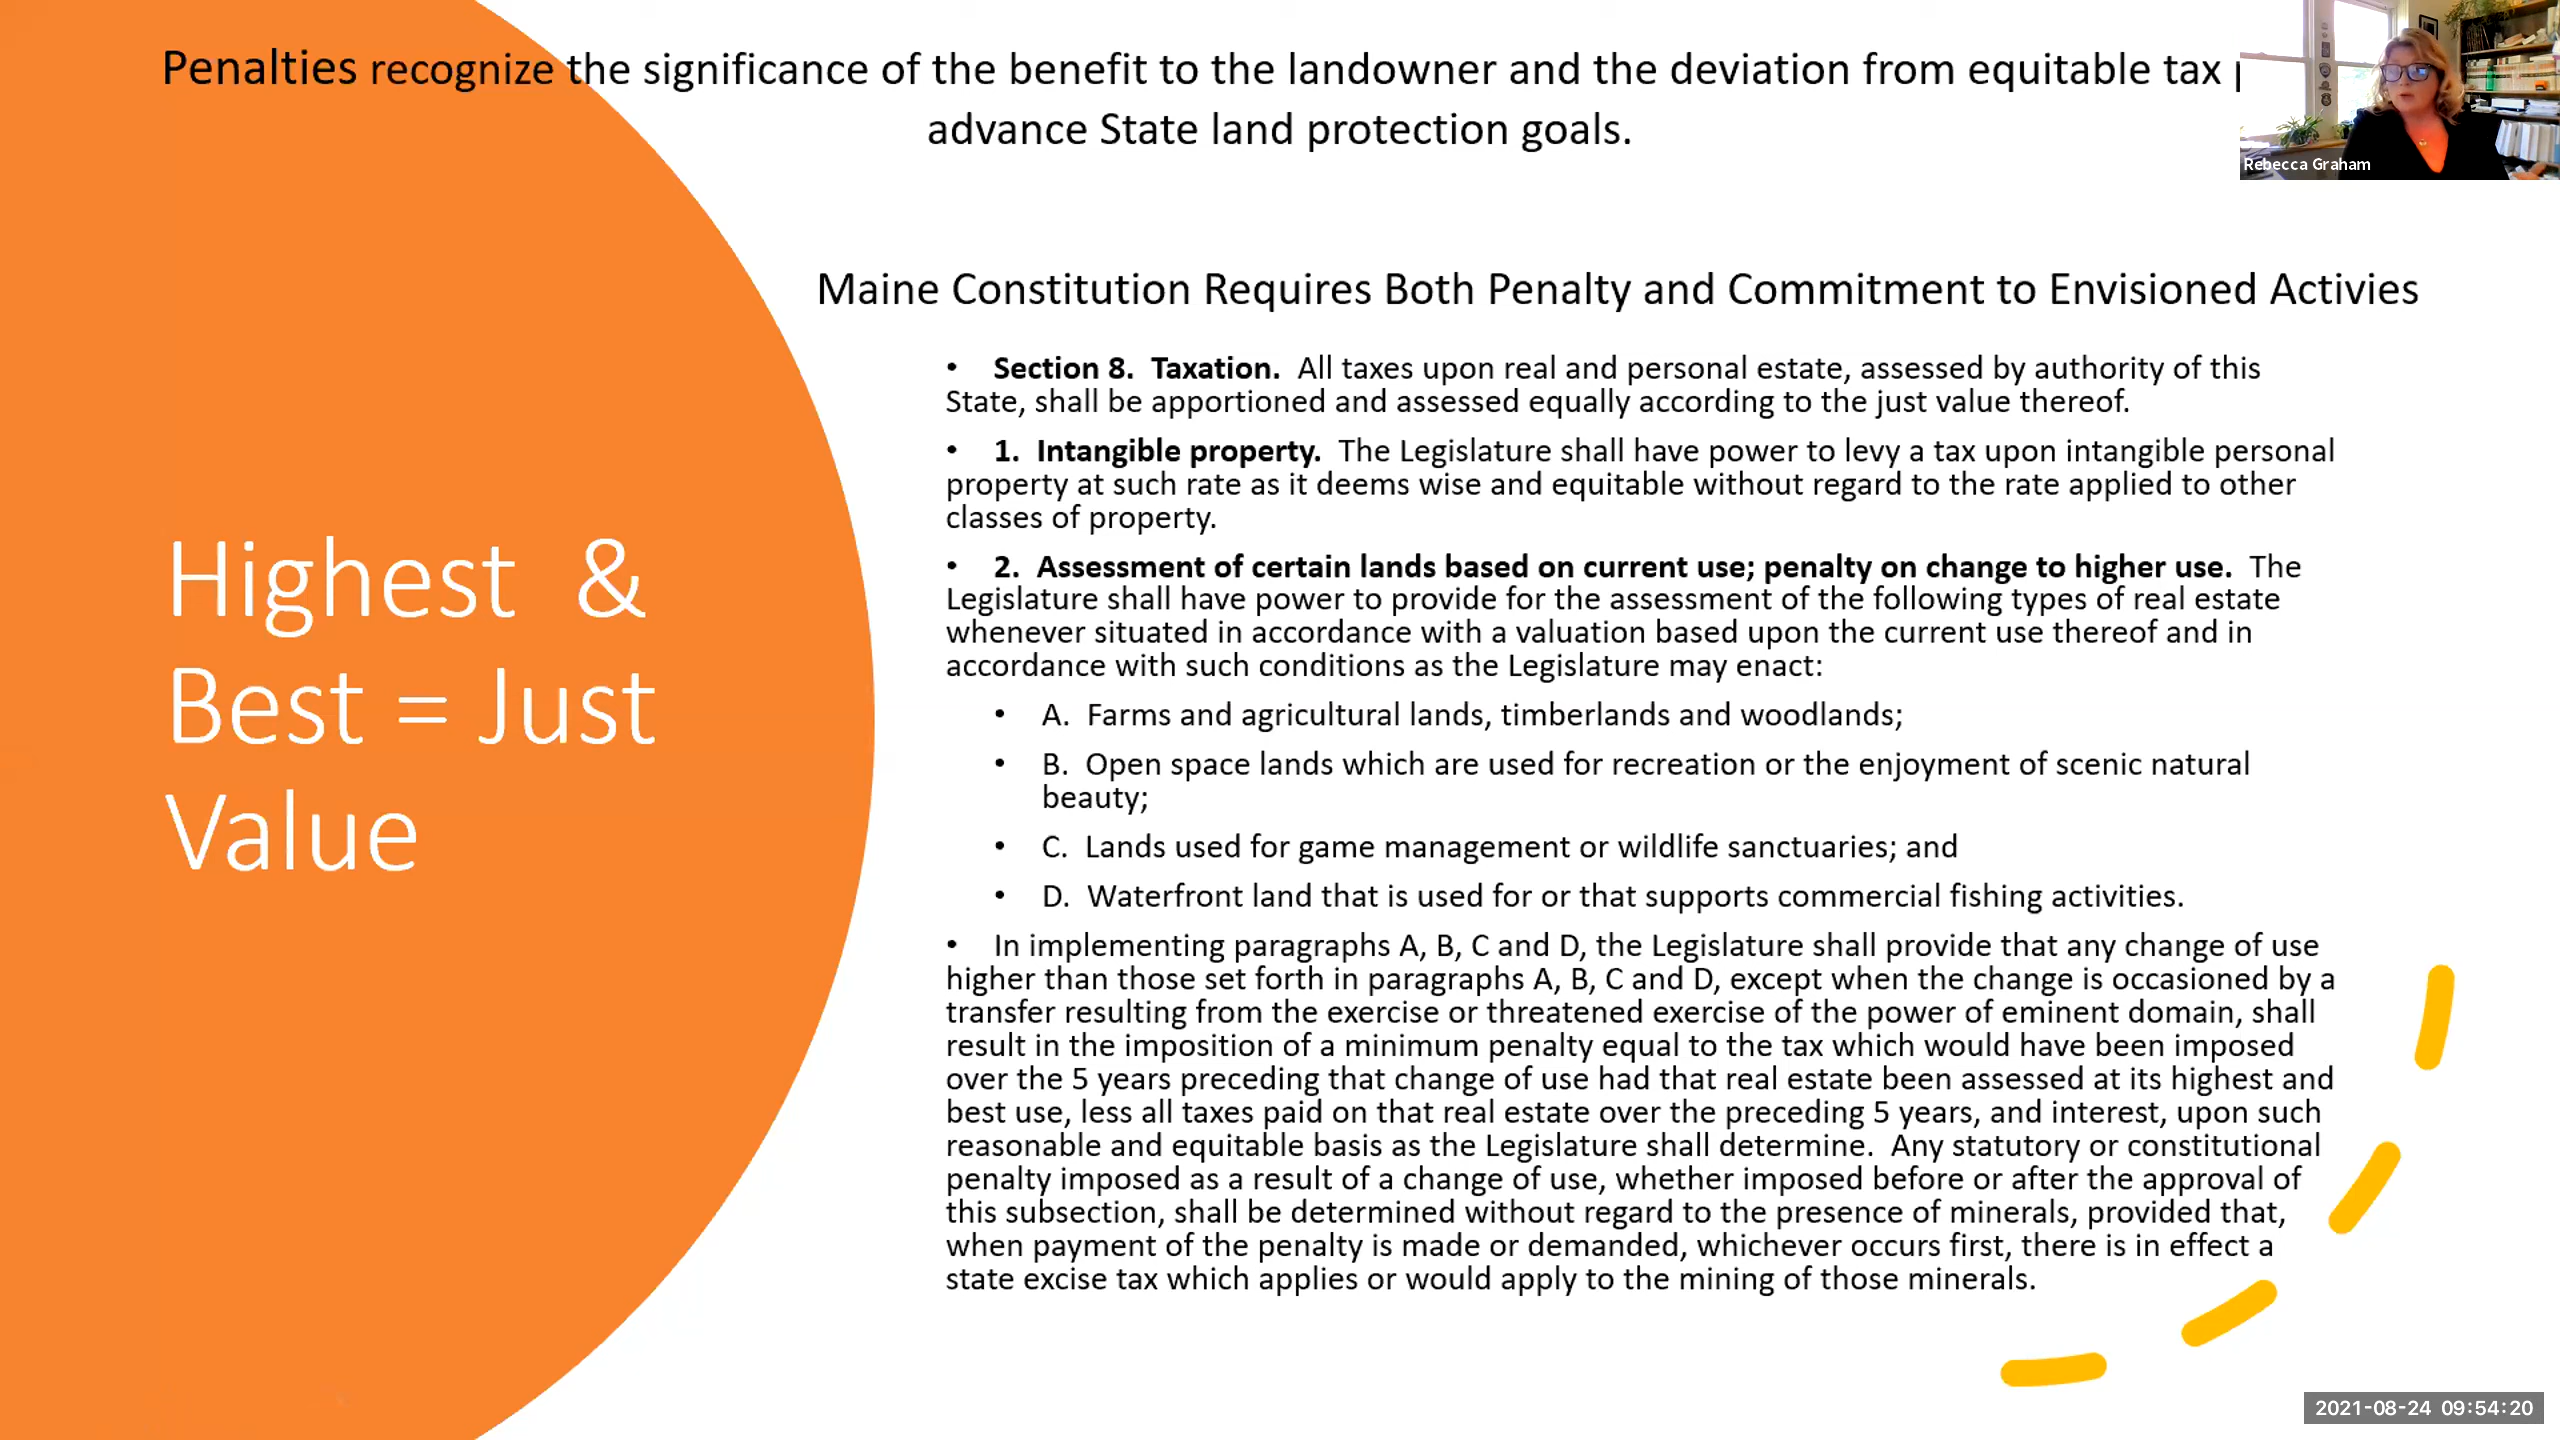 Penalties recognize the significance of the benefit to the landowner and the deviation from equitable tax
advance State land protection goals.
Rebecca Graham
Maine Constitution Requires Both Penalty and Commitment to Envisioned Activies
Highest &
Best = Just
Value
• Section 8. Taxation. All taxes upon real and personal estate, assessed by authority of this
State, shall be apportioned and assessed equally according to the just value thereof.
• 1. Intangible property. The Legislature shall have power to levy a tax upon intangible personal
property at such rate as it deems wise and equitable without regard to the rate applied to other
classes of property.
• 2. Assessment of certain lands based on current use; penalty on change to higher use. The
Legislature shall have power to provide for the assessment of the following types of real estate
whenever situated in accordance with a valuation based upon the current use thereof and in
accordance with such conditions as the Legislature may enact:
• A. Farms and agricultural lands, timberlands and woodlands;
• B. Open space lands which are used for recreation or the enjoyment of scenic natural
beauty;
• C. Lands used for game management or wildlife sanctuaries; and
• D. Waterfront land that is used for or that supports commercial fishing activities.
• In implementing paragraphs A, B, C and D, the Legislature shall provide that any change of use
higher than those set forth in paragraphs A, B, C and D, except when the change is occasioned by a
transfer resulting from the exercise or threatened exercise of the power of eminent domain, shall
result in the imposition of a minimum penalty equal to the tax which would have been imposed
over the 5 years preceding that change of use had that real estate been assessed at its highest and
best use, less all taxes paid on that real estate over the preceding 5 years, and interest, upon such
reasonable and equitable basis as the Legislature shall determine. Any statutory or constitutional
penalty imposed as a result of a change of use, whether imposed before or after the approval of
this subsection, shall be determined without regard to the presence of minerals, provided that,
when payment of the penalty is made or demanded, whichever occurs first, there is in effect a
state excise tax which applies or would apply to the mining of those minerals.
2021-08-24 09:54:20